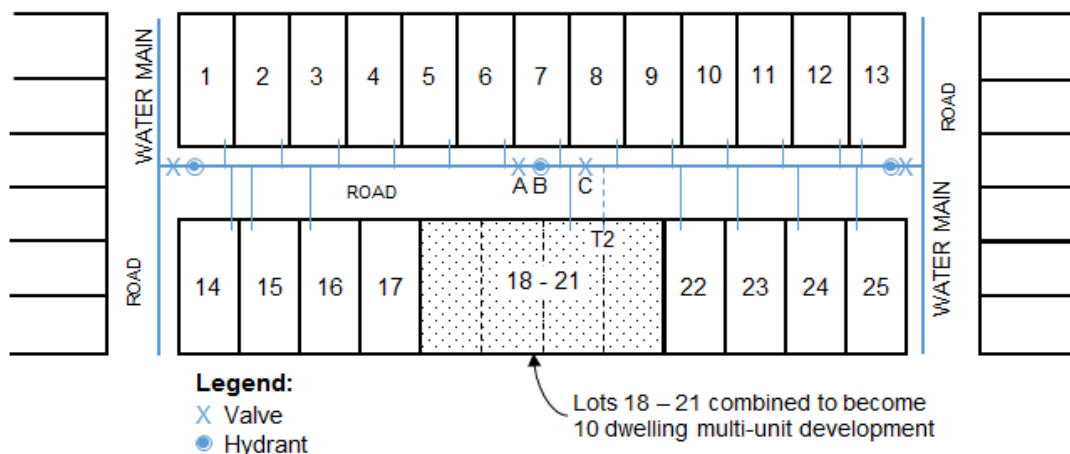 WATER MAIN
1 2 3 4 5 6 7 8 9 10 11 12 13
ROAD
A B C
ROAD
T2
14 15 16 17 18 - 21 22 23 24 25
ROAD
WATER MAIN
Legend:
X Valve
Hydrant
Lots 18 – 21 combined to become
10 dwelling multi-unit development